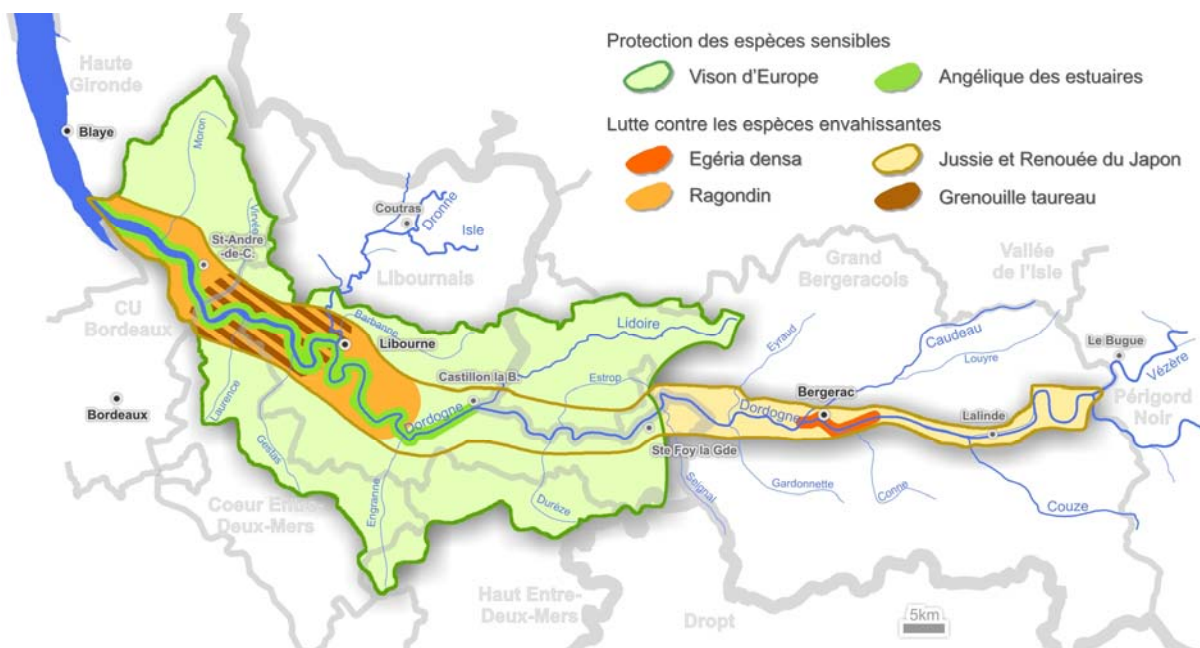 Protection des espèces sensibles
Vison d'Europe
Angélique des estuaires
Lutte contre les espèces envahissantes
Egéria densa
Jussie et Renouée du Japon
Ragondin
Grenouille taureau
Haute
Gironde
Blaye
Moron
Virvée
St-Andre
-de-C.
Coutras
Dronne
Isle
Libournais
CU
Bordeaux
Bordeaux
Barbanne
Libourne
Lidoire
Castillon la B.
Estrop
Dordogne
Laurence
Gestas
Engranne
Durèze
Coeur Entre-
Deux-Mers
Haut Entre-
Deux-Mers
Ste Foy la Gde
Seignal
Dropt
Grand
Bergeracois
Vallée
de l'Isle
Eyraud
Caudeau
Louyre
Bergerac
Dordogne
Gardonnette
Conne
Lalinde
Couze
Le Bugue
Vézère
Périgord
Noir
5km